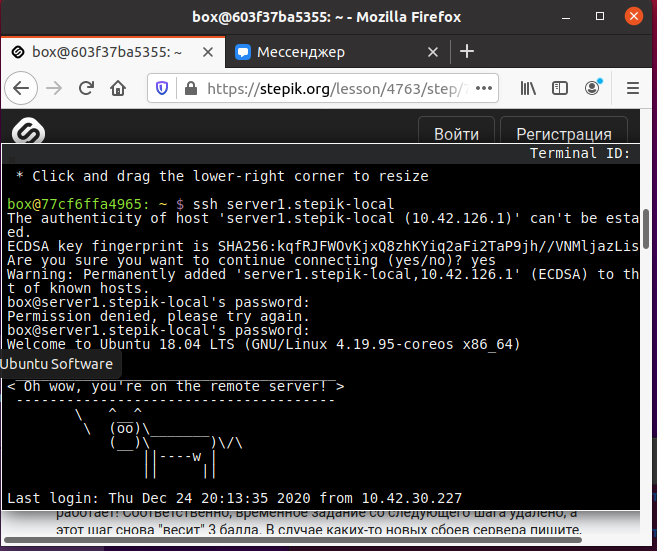 box@603f37ba5355: ~ - Mozilla Firefox
box@603f37ba5355: ~
Мессенджер
https://stepik.org/lesson/4763/step/
Войти
Регистрация
Terminal ID:
* Click and drag the lower-right corner to resize
box@77cf6ffa4965: ~ $ ssh server1.stepik-local
The authenticity of host 'server1.stepik-local (10.42.126.1)' can't be esta
ed.
ECDSA key fingerprint is SHA256:kqfRJFWOvKjxQ8zhKYiq2aFi2TaP9jh//VNMljazLis
Are you sure you want to continue connecting (yes/no)? yes
Warning: Permanently added 'server1.stepik-local,10.42.126.1' (ECDSA) to th
t of known hosts.
box@server1.stepik-local's password:
Permission denied, please try again.
box@server1.stepik-local's password:
Welcome to Ubuntu 18.04 LTS (GNU/Linux 4.19.95-coreos x86_64)
Ubuntu Software
< Oh wow, you're on the remote server! >
 --------------------------------------
        \   ^__^
         \  (oo)\_______
            (__)\       )\/\
                ||----w |
                ||     ||
Last login: Thu Dec 24 20:13:35 2020 from 10.42.30.227
работает! Соответственно, временное задание со следующего шага удалено, а
этот шаг снова "весит" 3 балла. В случае каких-то новых сбоев сервера пишите,